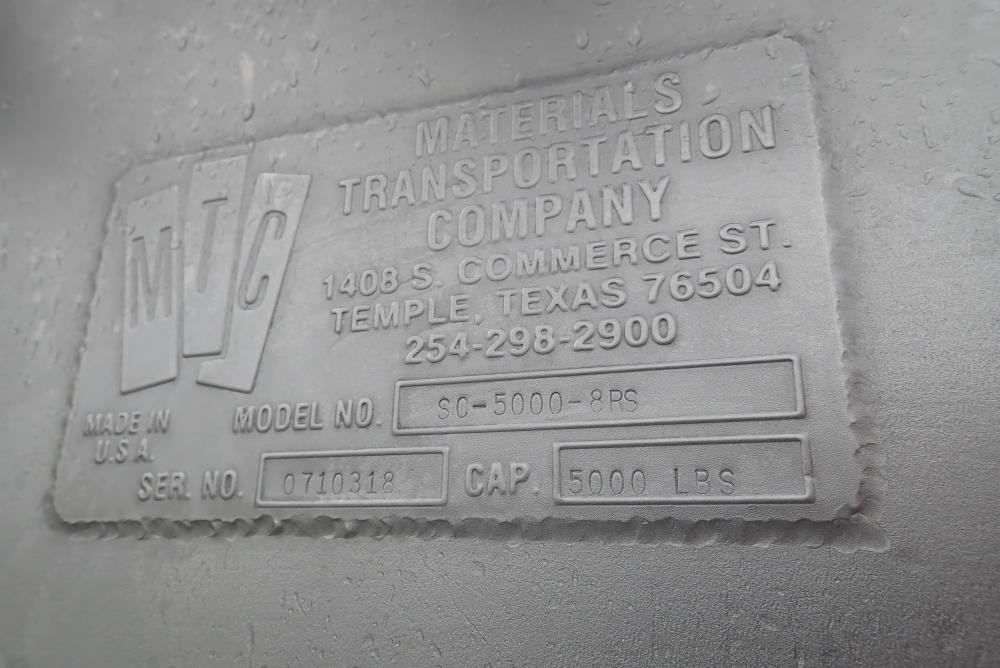 MTC
MATERIALS
TRANSPORTATION
COMPANY
1408 S. COMMERCE ST.
TEMPLE, TEXAS 76504
254-298-2900
MADE IN
U.S.A.
MODEL NO. SC-5000-8RS
SER. NO. 0710318 CAP. 5000 LBS